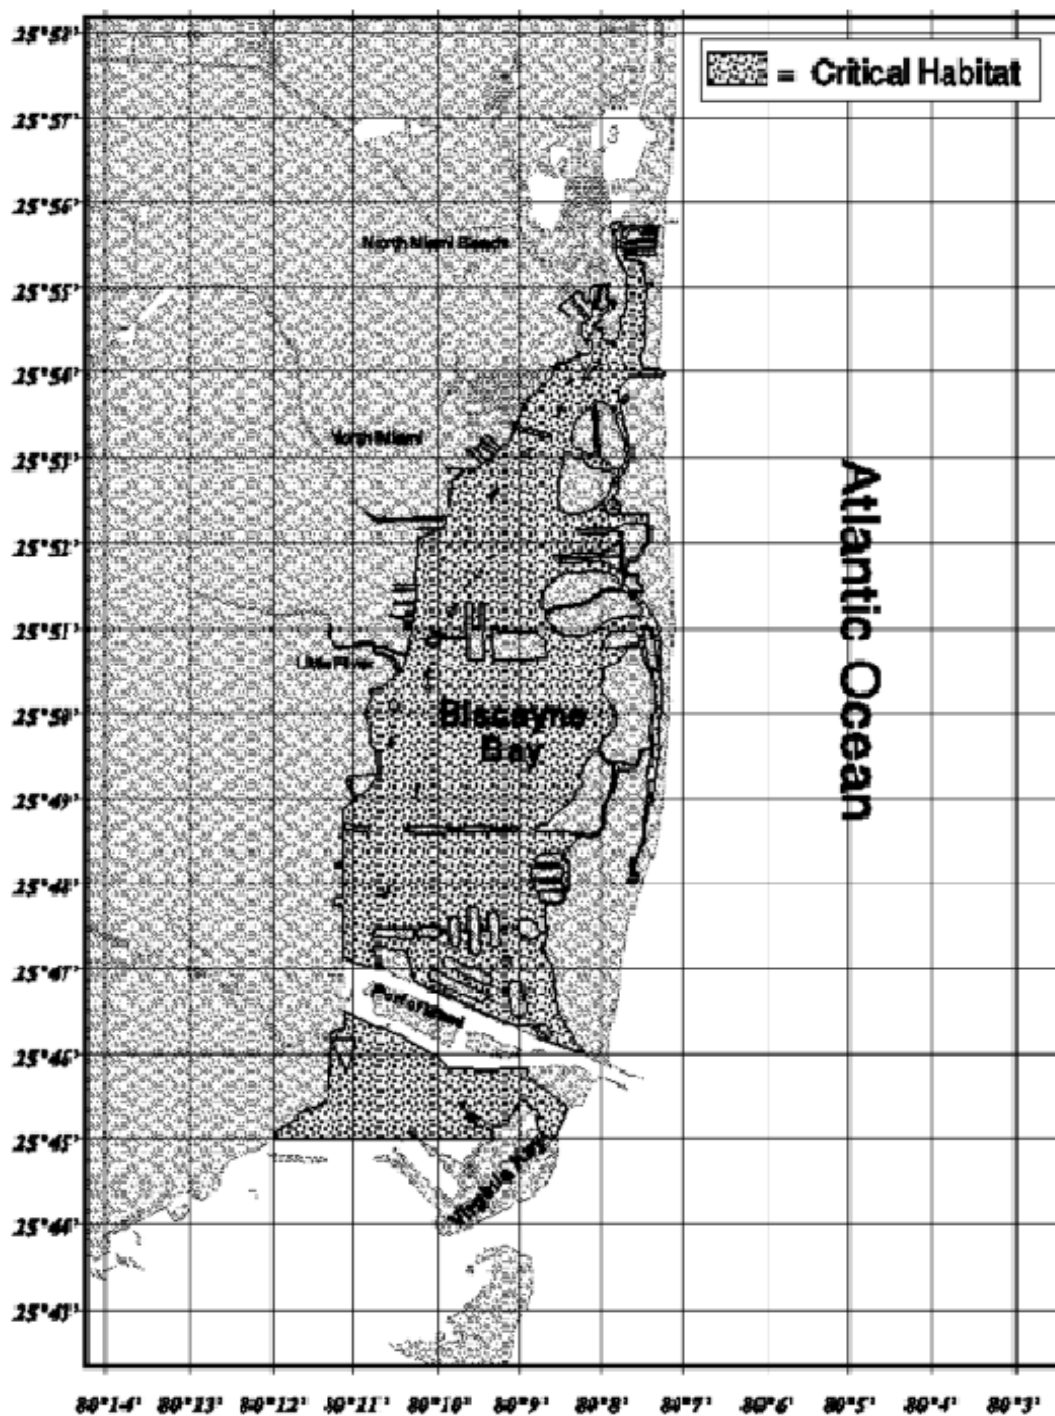 = Critical Habitat
25°58'
25°57'
25°56'
North Miami Beach
25°55'
25°54'
North Miami
25°53'
Atlantic Ocean
25°52'
25°51'
Little River
25°50'
Biscayne
Bay
25°49'
25°48'
25°47'
Port of Miami
25°46'
25°45'
Virginia Key
25°44'
25°43'
80°14' 80°13' 80°12' 80°11' 80°10' 80°9' 80°8' 80°7' 80°6' 80°5' 80°4' 80°3'